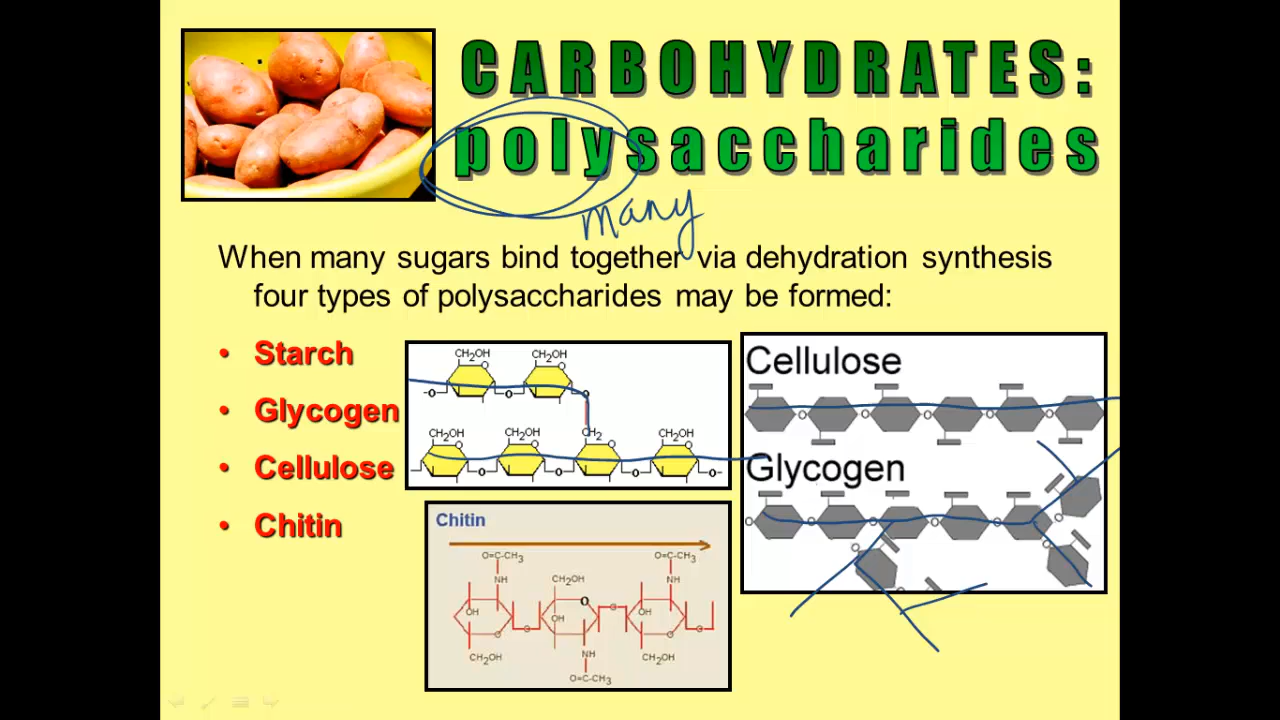 CARBOHYDRATES:
polysaccharides
many
When many sugars bind together via dehydration synthesis
four types of polysaccharides may be formed:
• Starch
• Glycogen
• Cellulose
• Chitin
CH₂OH CH₂OH
O O
-O O O
CH₂OH CH₂OH CH₂ CH₂OH
O O O O
O O O O-
Cellulose
O O O O O
Glycogen
O O O O O O
O O
Chitin
O=C-CH₃ O=C-CH₃
NH CH₂OH NH
OH O O OH
OH
O O O O
CH₂OH NH CH₂OH
O=C-CH₃